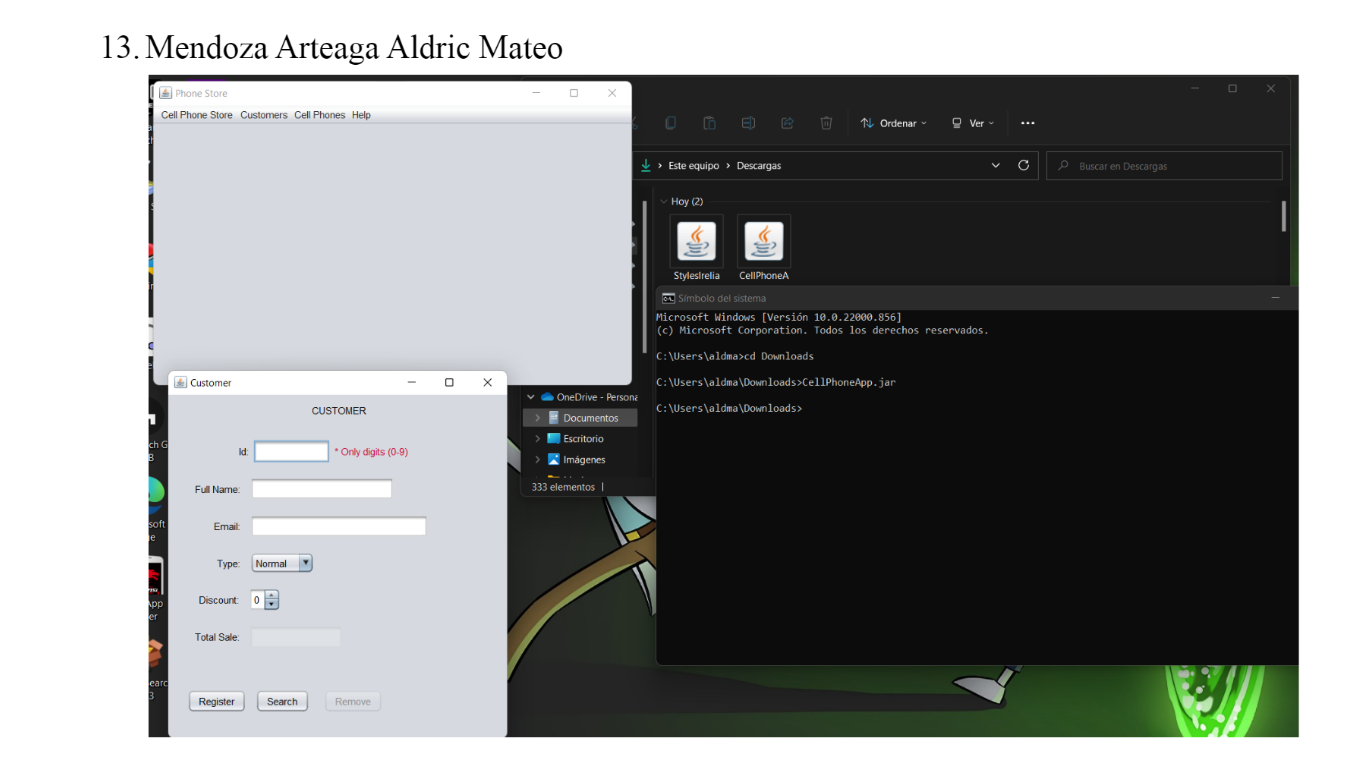 13. Mendoza Arteaga Aldric Mateo
Phone Store
Cell Phone Store Customers Cell Phones Help
Ordenar
Ver
Este equipo > Descargas
Buscar en Descargas
Hoy (2)
StylesIrelia CellPhoneA
Símbolo del sistema
Microsoft Windows [Versión 10.0.22000.856]
(c) Microsoft Corporation. Todos los derechos reservados.
C:\Users\aldma>cd Downloads
C:\Users\aldma\Downloads>CellPhoneApp.jar
C:\Users\aldma\Downloads>
OneDrive - Persona
Documentos
Escritorio
Imágenes
333 elementos
Customer
CUSTOMER
Id: * Only digits (0-9)
Full Name:
Email:
Type: Normal
Discount: 0
Total Sale:
Register Search Remove